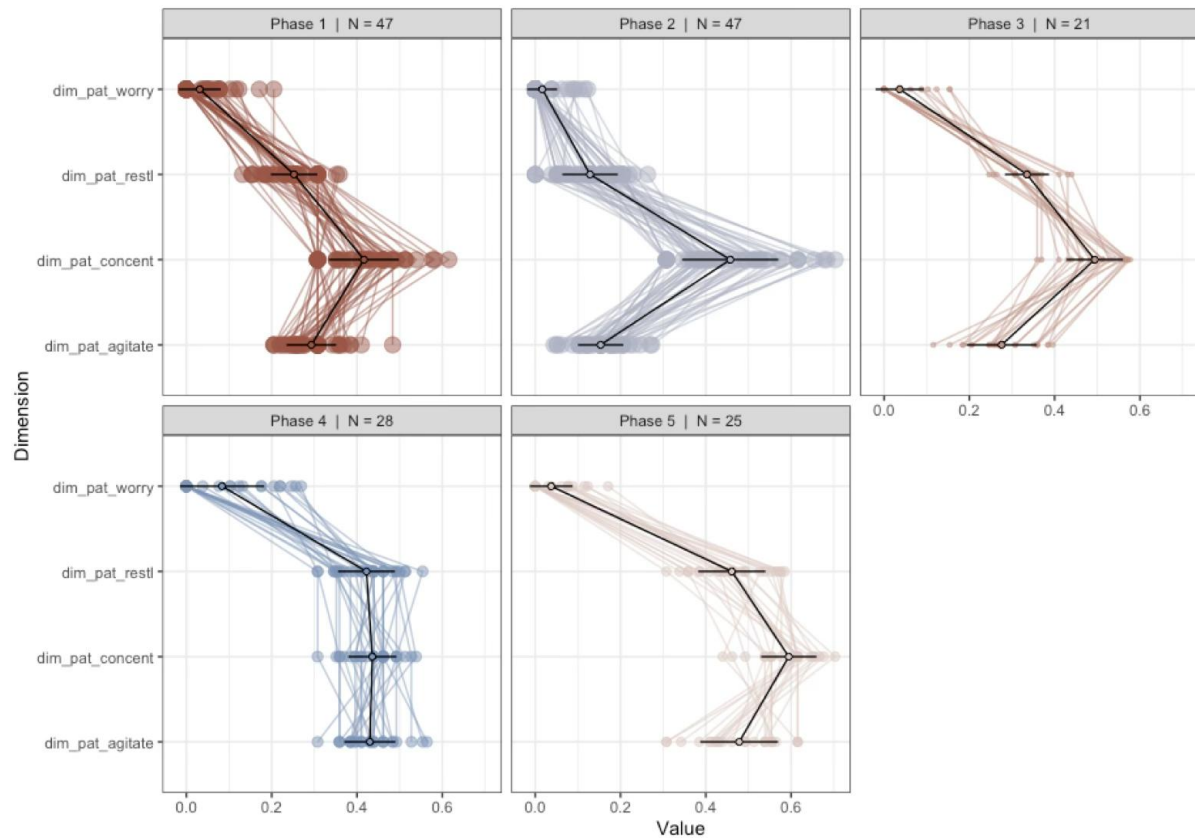 Phase 1 | N = 47
Phase 2 | N = 47
Phase 3 | N = 21
dim_pat_worry
dim_pat_restl
dim_pat_concent
dim_pat_agitate
0.0 0.2 0.4 0.6
Phase 4 | N = 28
Phase 5 | N = 25
dim_pat_worry
dim_pat_restl
dim_pat_concent
dim_pat_agitate
0.0 0.2 0.4 0.6
0.0 0.2 0.4 0.6
Dimension
Value